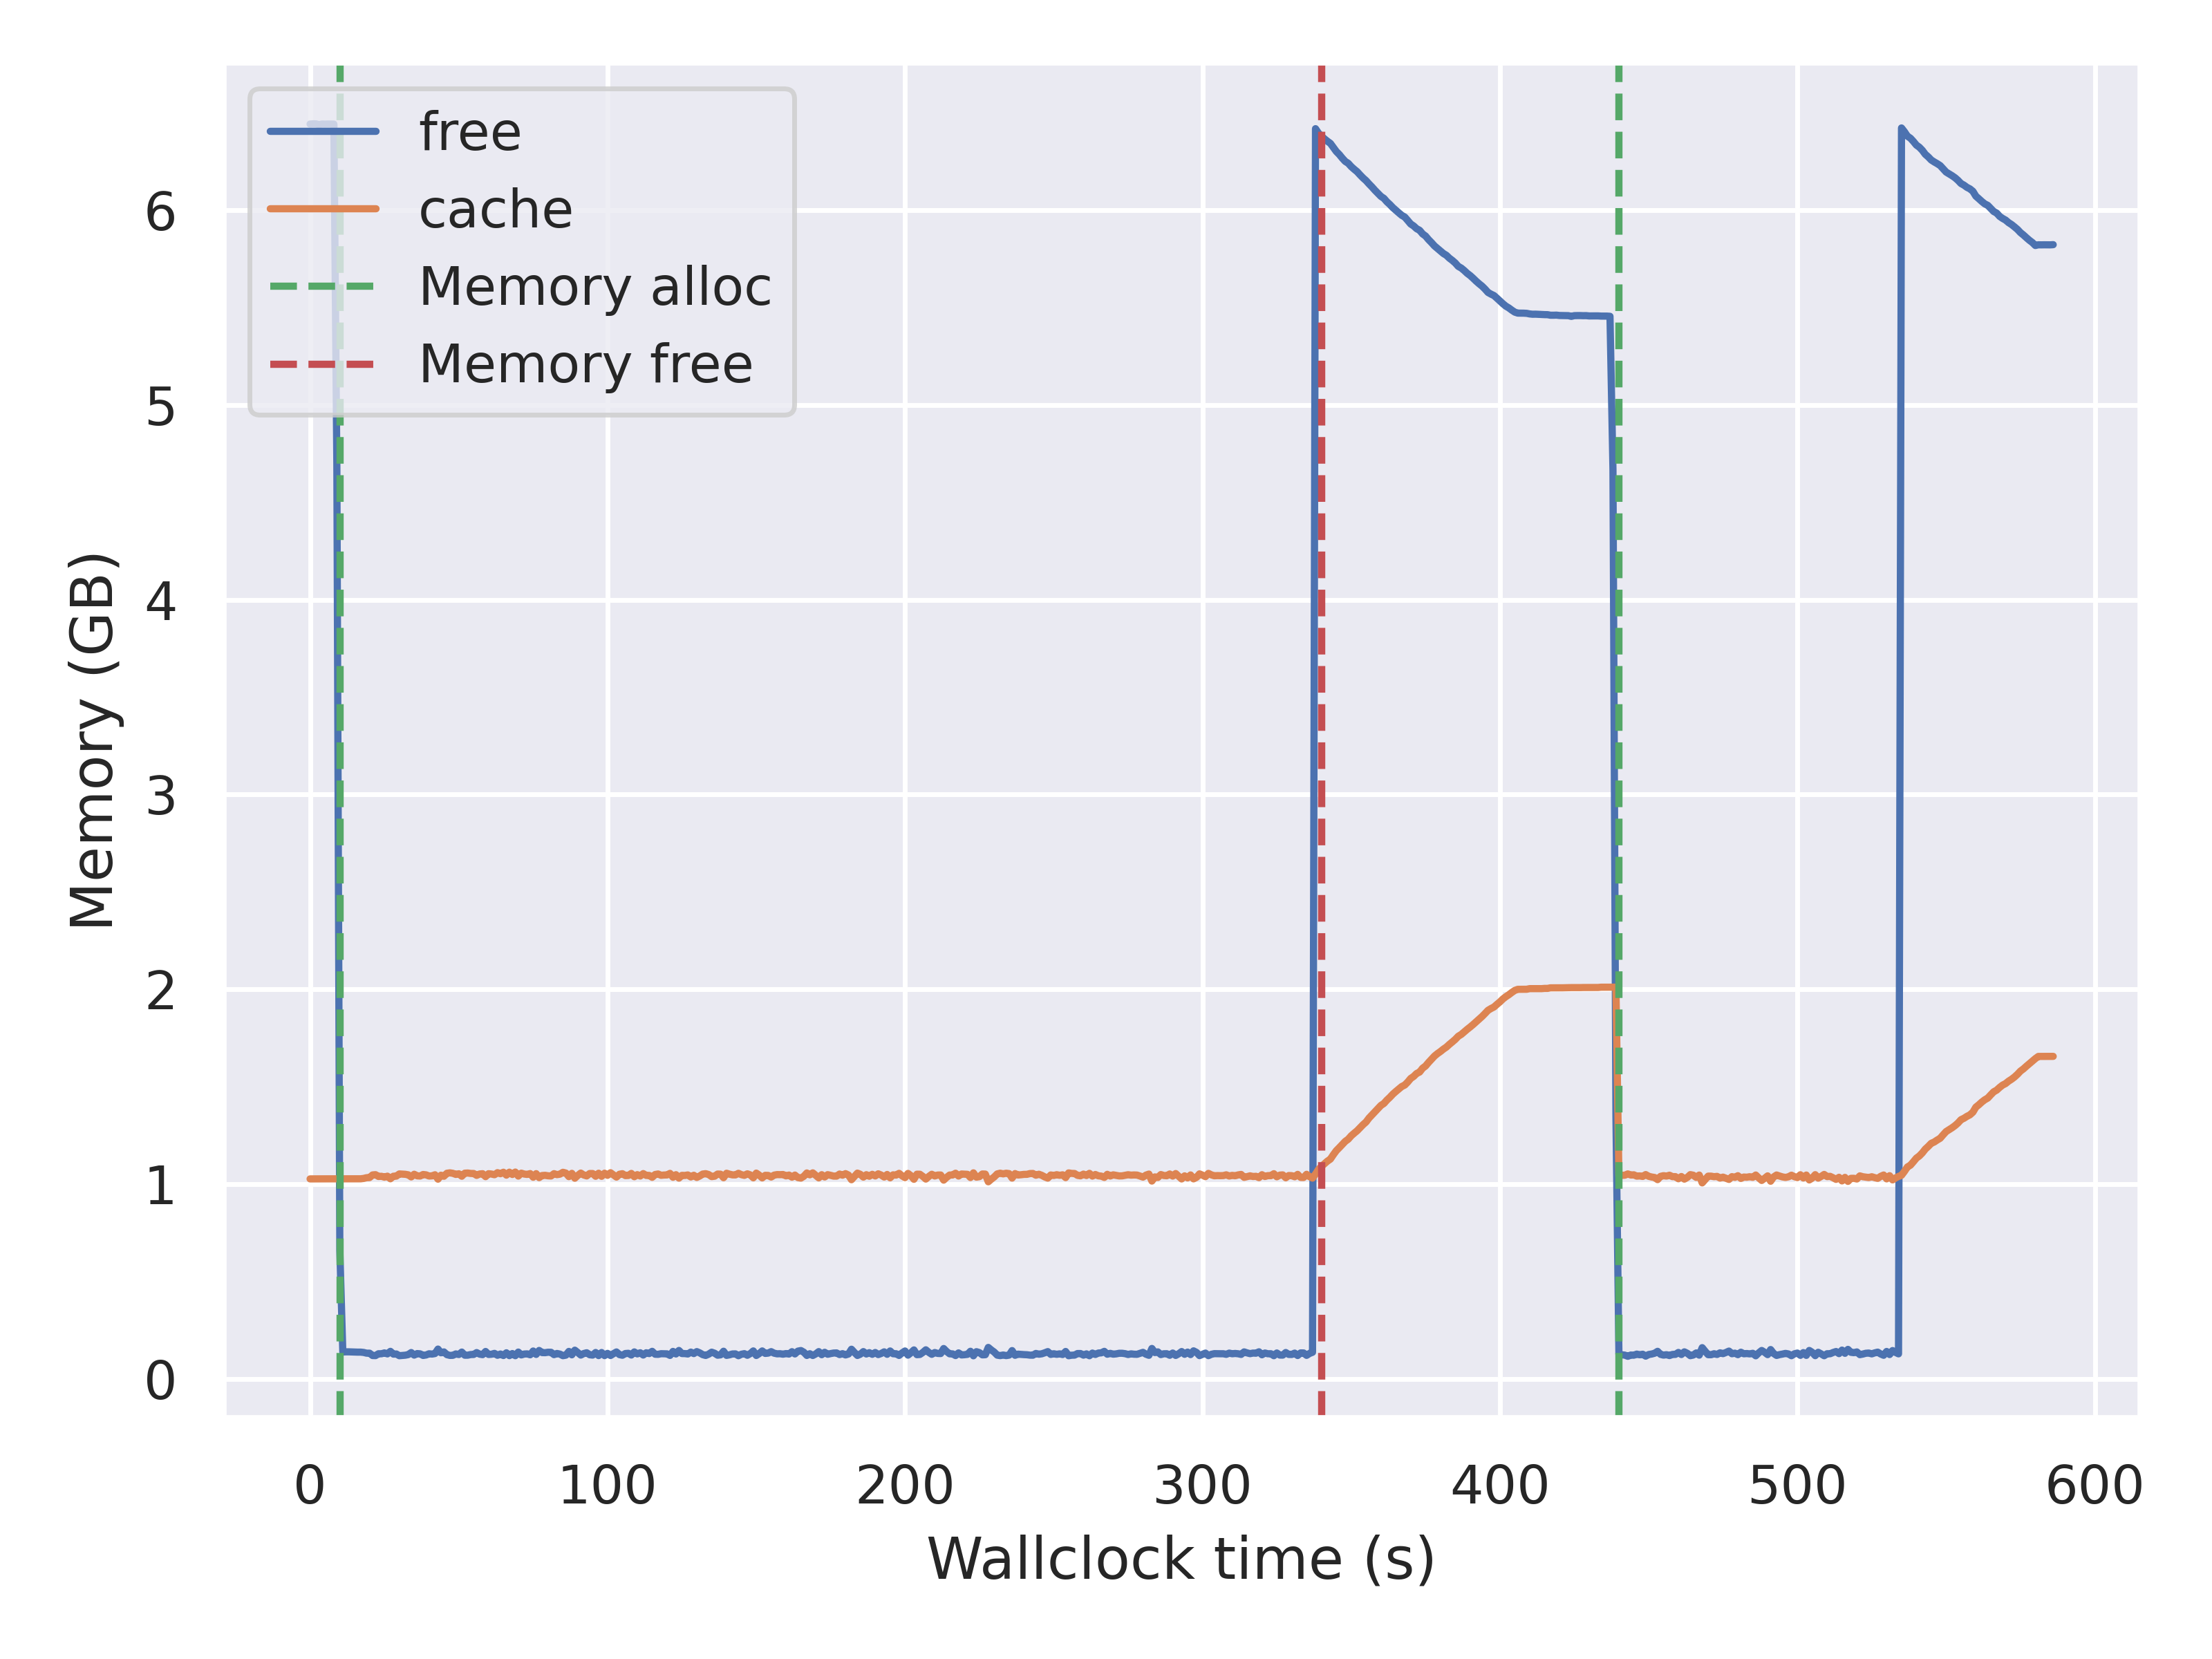 free
cache
Memory alloc
Memory free
6
5
4
3
2
1
0
Memory (GB)
0 100 200 300 400 500 600
Wallclock time (s)